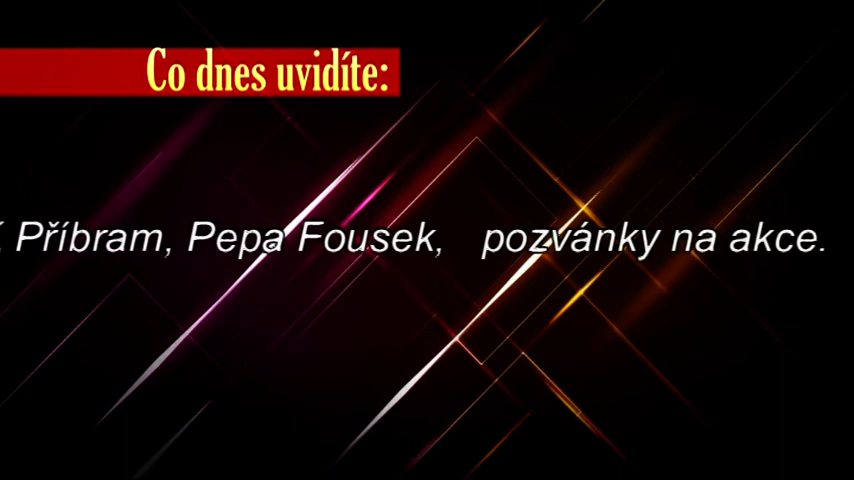 Co dnes uvidíte:
Příbram, Pepa Fousek, pozvánky na akce.